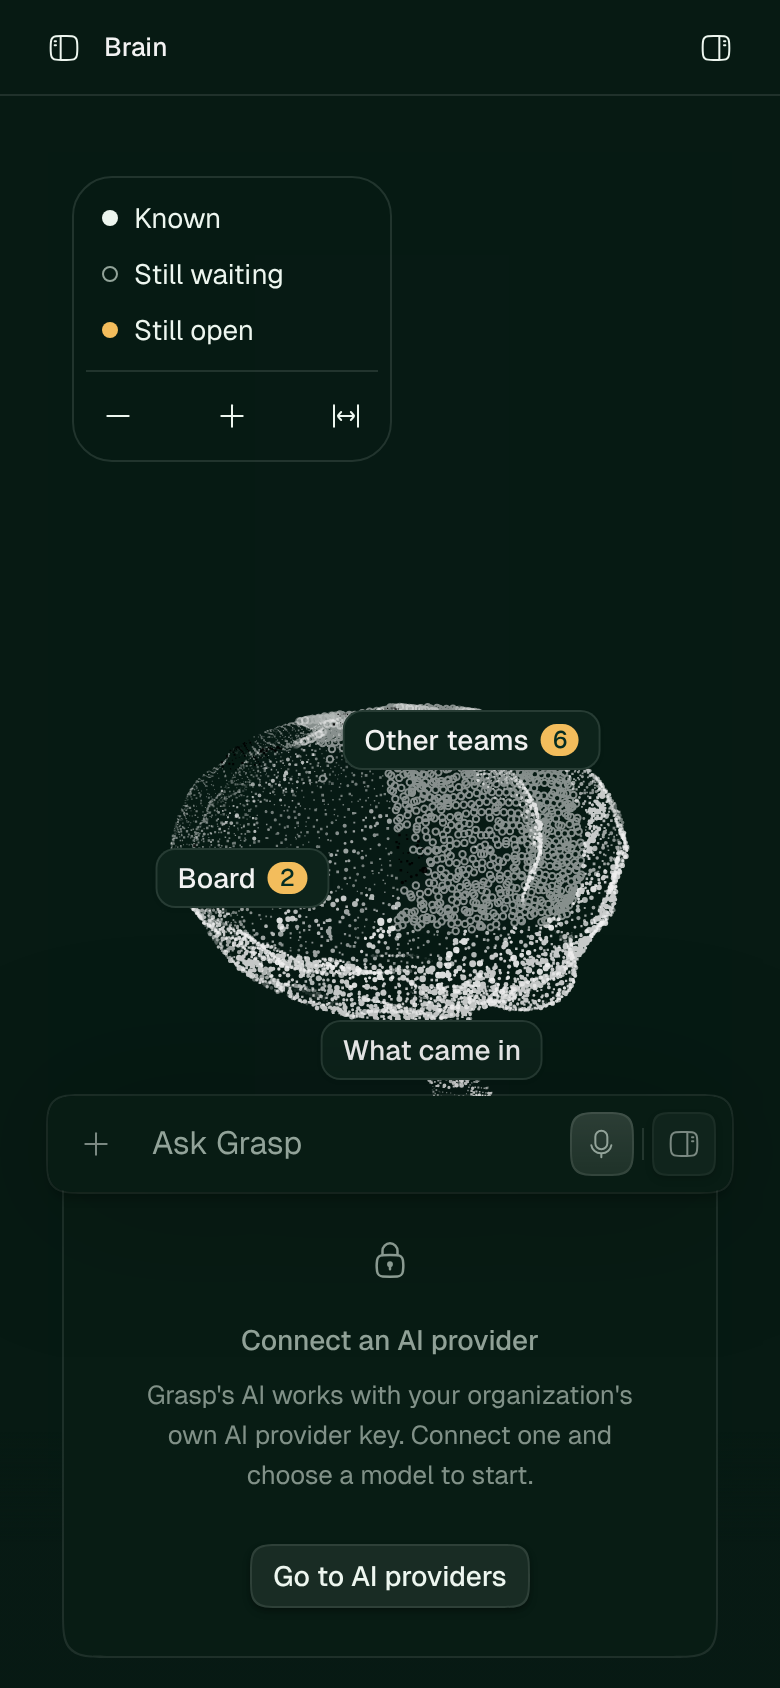 Brain
Known
Still waiting
Still open
Other teams 6
Board 2
What came in
Ask Grasp
Connect an AI provider
Grasp's AI works with your organization's
own AI provider key. Connect one and
choose a model to start.
Go to AI providers